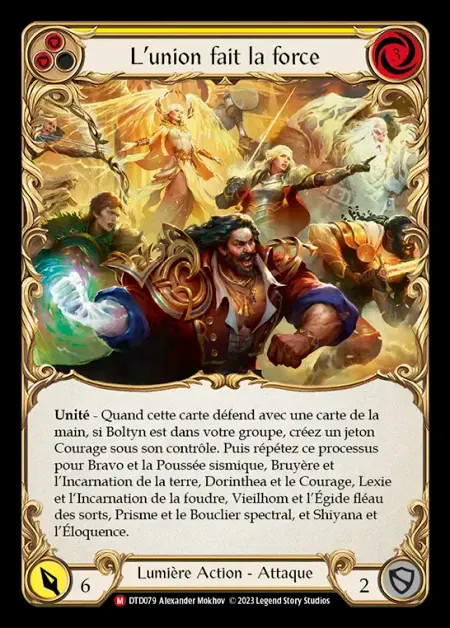 L'union fait la force
3
Unité - Quand cette carte défend avec une carte de la
main, si Boltyn est dans votre groupe, créez un jeton
Courage sous son contrôle. Puis répétez ce processus
pour Bravo et la Poussée sismique, Bruyère et
l'Incarnation de la terre, Dorinthea et le Courage, Lexie
et l'Incarnation de la foudre, Vieilhom et l'Égide fléau
des sorts, Prisme et le Bouclier spectral, et Shiyana et
l'Éloquence.
6
Lumière Action - Attaque
2
M DTD079 Alexander Mokhov © 2023 Legend Story Studios